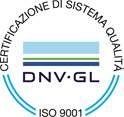 CERTIFICAZIONE DI SISTEMA QUALITÀ
DNV·GL
ISO 9001